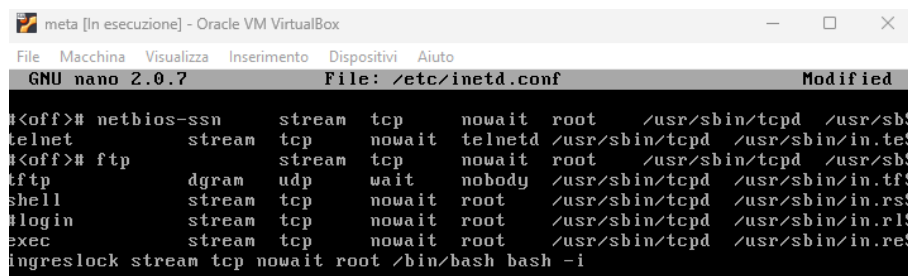 meta [In esecuzione] - Oracle VM VirtualBox
File Macchina Visualizza Inserimento Dispositivi Aiuto
GNU nano 2.0.7 File: /etc/inetd.conf Modified
#<off># netbios-ssn stream tcp nowait root /usr/sbin/tcpd /usr/sb$
telnet stream tcp nowait telnetd /usr/sbin/tcpd /usr/sbin/in.te$
#<off># ftp stream tcp nowait root /usr/sbin/tcpd /usr/sb$
tftp dgram udp wait nobody /usr/sbin/tcpd /usr/sbin/in.tf$
shell stream tcp nowait root /usr/sbin/tcpd /usr/sbin/in.rs$
#login stream tcp nowait root /usr/sbin/tcpd /usr/sbin/in.rl$
exec stream tcp nowait root /usr/sbin/tcpd /usr/sbin/in.re$
ingreslock stream tcp nowait root /bin/bash bash -i